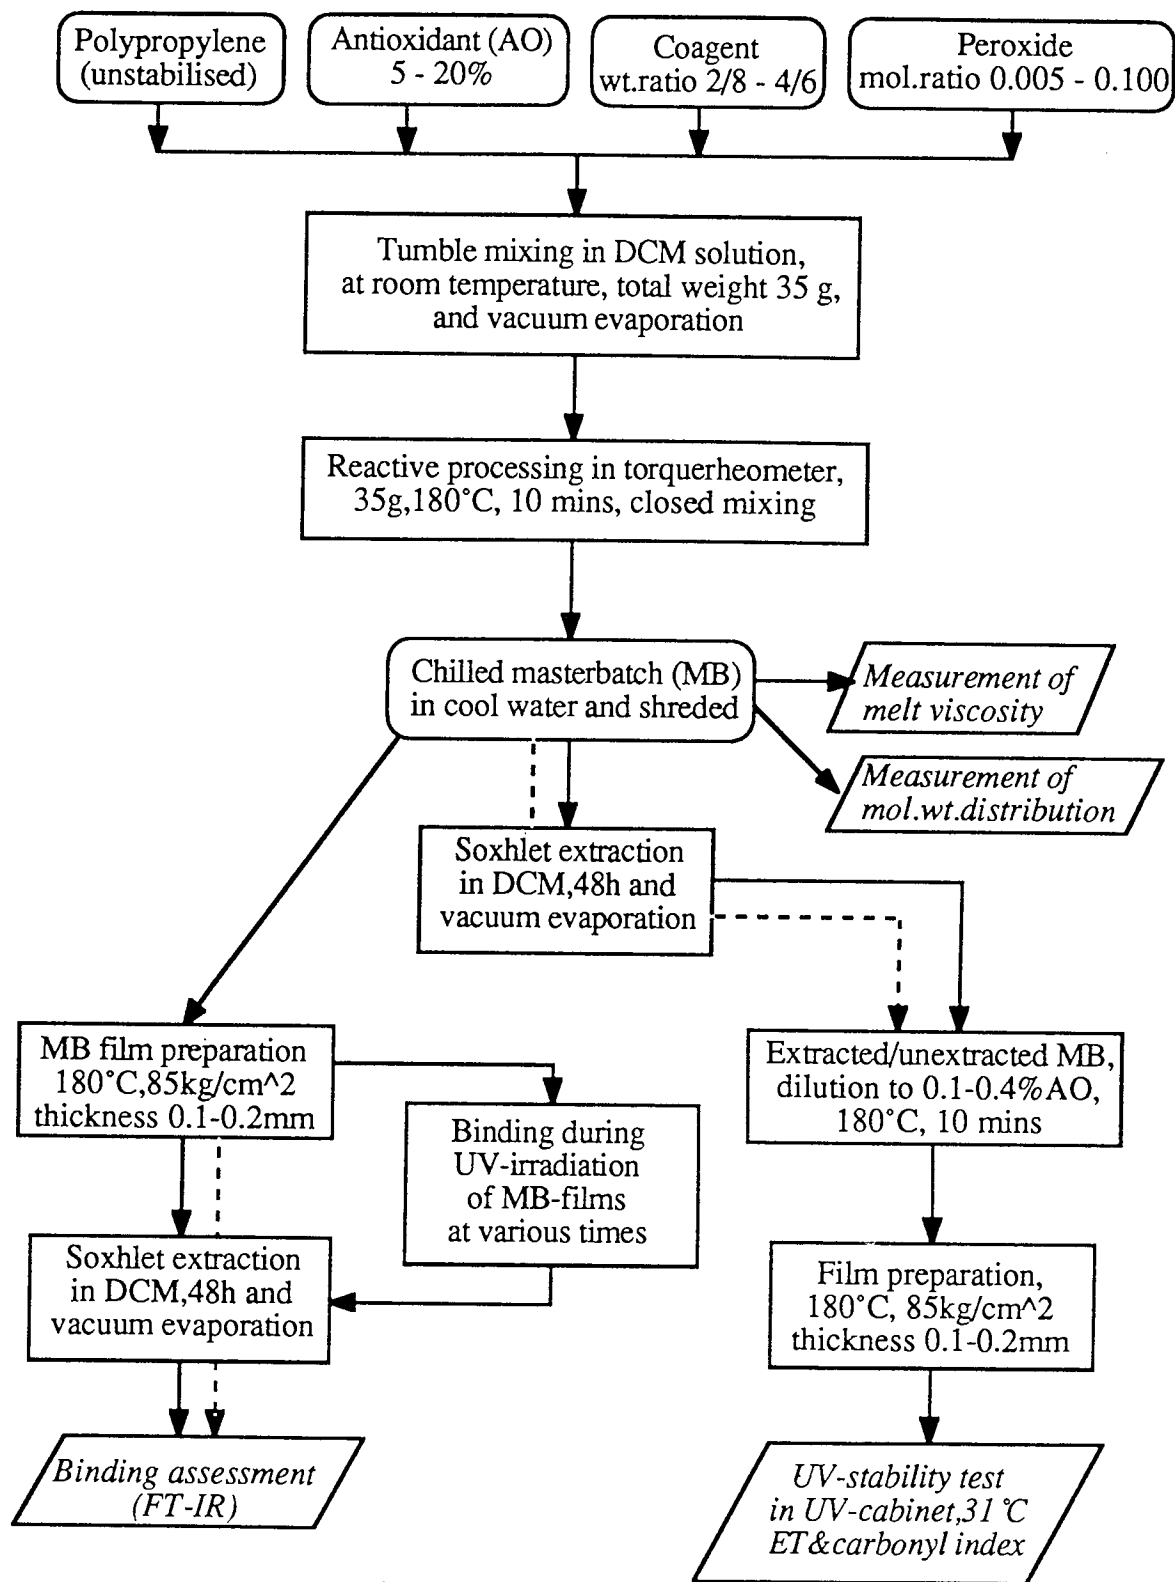 Polypropylene
(unstabilised)
Antioxidant (AO)
5 - 20%
Coagent
wt.ratio 2/8 - 4/6
Peroxide
mol.ratio 0.005 - 0.100
Tumble mixing in DCM solution,
at room temperature, total weight 35 g,
and vacuum evaporation
Reactive processing in torquerheometer,
35g,180°C, 10 mins, closed mixing
Chilled masterbatch (MB)
in cool water and shreded
Measurement of
melt viscosity
Measurement of
mol.wt.distribution
Soxhlet extraction
in DCM,48h and
vacuum evaporation
MB film preparation
180°C,85kg/cm^2
thickness 0.1-0.2mm
Binding during
UV-irradiation
of MB-films
at various times
Extracted/unextracted MB,
dilution to 0.1-0.4%AO,
180°C, 10 mins
Soxhlet extraction
in DCM,48h and
vacuum evaporation
Film preparation,
180°C, 85kg/cm^2
thickness 0.1-0.2mm
Binding assessment
(FT-IR)
UV-stability test
in UV-cabinet,31°C
ET&carbonyl index